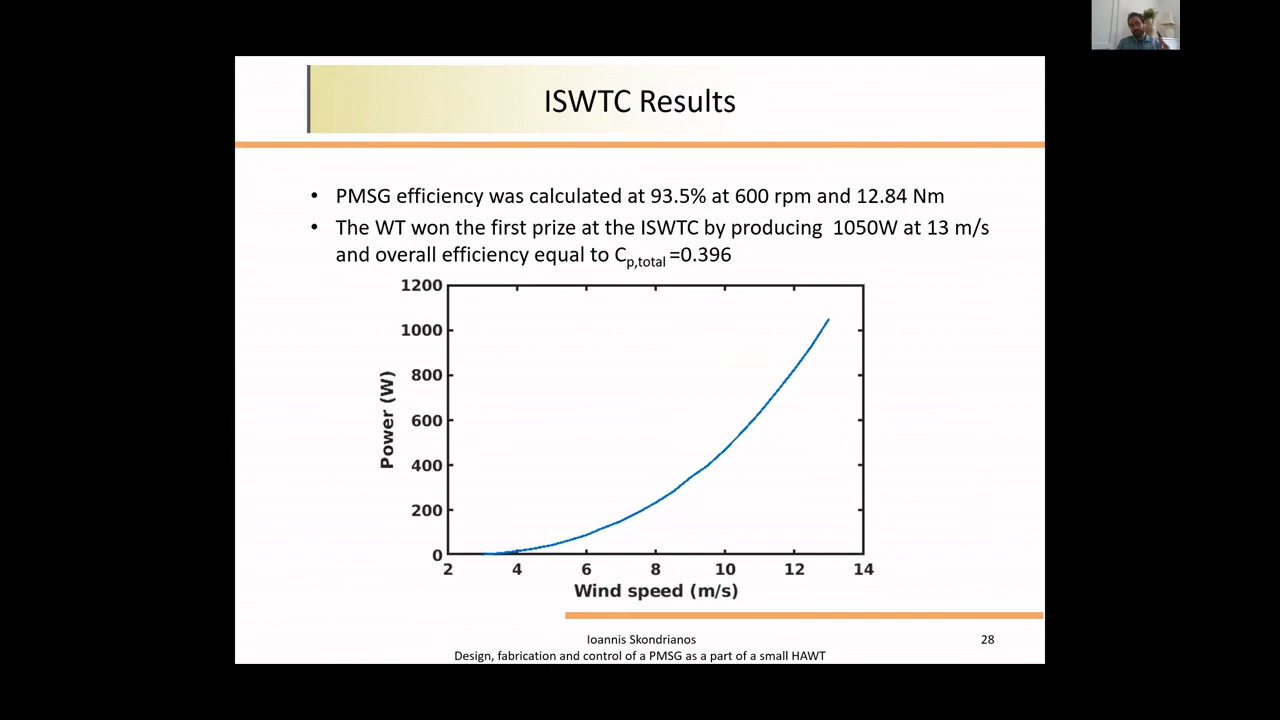 ISWTC Results
• PMSG efficiency was calculated at 93.5% at 600 rpm and 12.84 Nm
• The WT won the first prize at the ISWTC by producing  1050W at 13 m/s
and overall efficiency equal to Cp,total =0.396
1200
1000
800
600
400
200
0
Power (W)
2 4 6 8 10 12 14
Wind speed (m/s)
Ioannis Skondrianos
28
Design, fabrication and control of a PMSG as a part of a small HAWT